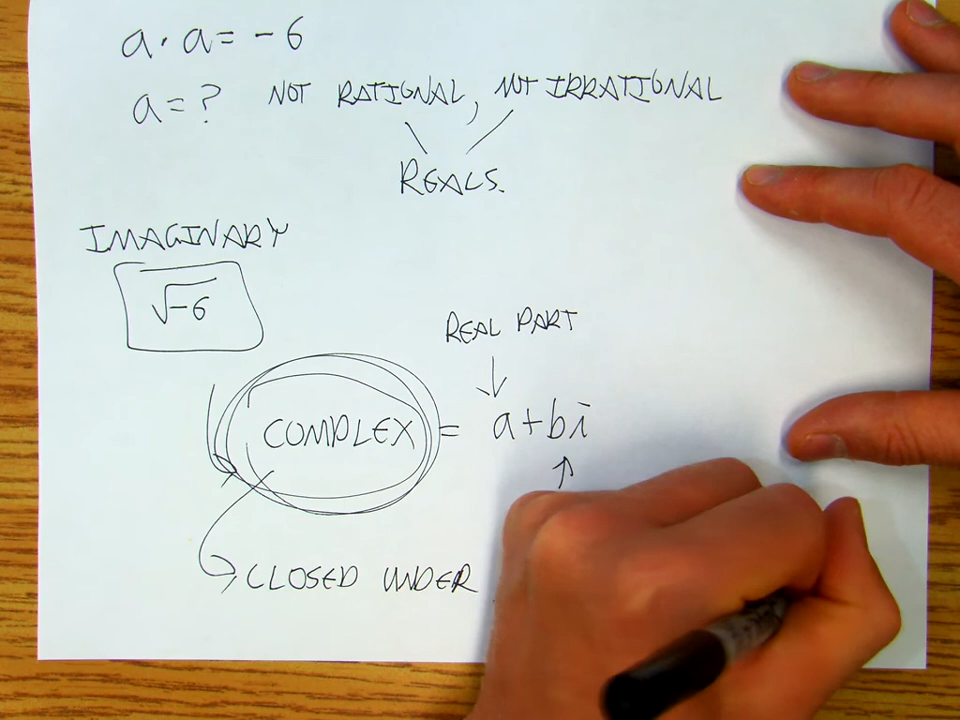 a · a = -6
a = ? NOT RATIONAL, NOT IRRATIONAL
REALS.
IMAGINARY
√-6
REAL PART
COMPLEX = a+bi
CLOSED UNDER